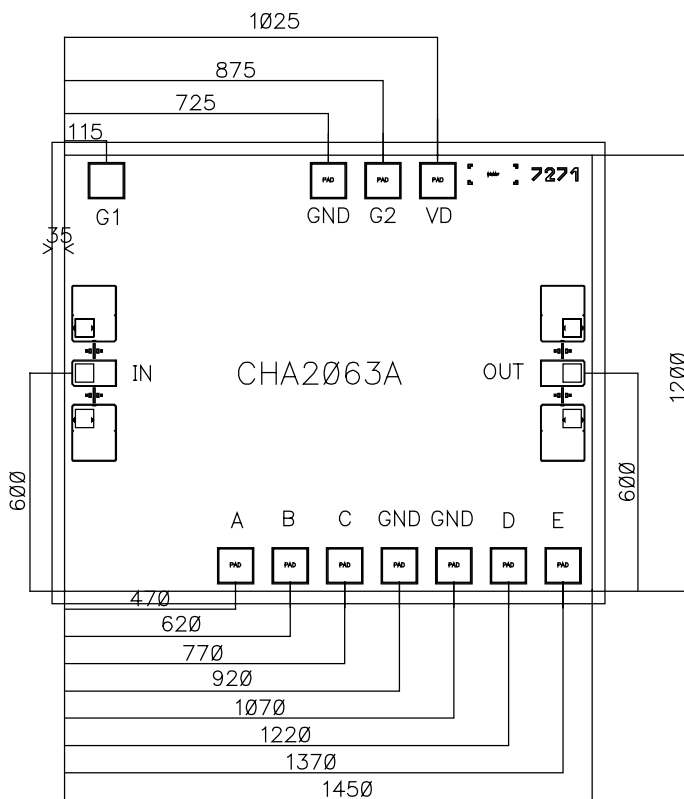 1Ø25
875
725
115
PAD PAD PAD 7271
G1 GND G2 VD
35
IN CHA2Ø63A OUT
12ØØ
6ØØ 6ØØ
A B C GND GND D E
PAD PAD PAD PAD PAD PAD PAD
47Ø
62Ø
77Ø
92Ø
1Ø7Ø
122Ø
137Ø
145Ø